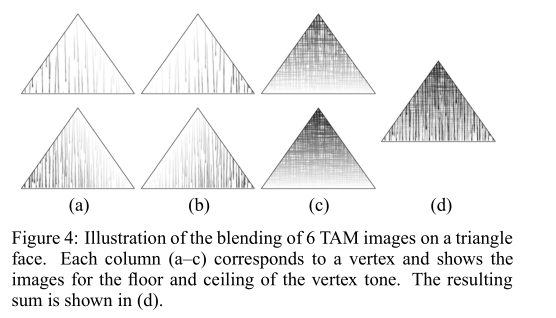 (a) (b) (c) (d)
Figure 4: Illustration of the blending of 6 TAM images on a triangle
face. Each column (a–c) corresponds to a vertex and shows the
images for the floor and ceiling of the vertex tone. The resulting
sum is shown in (d).